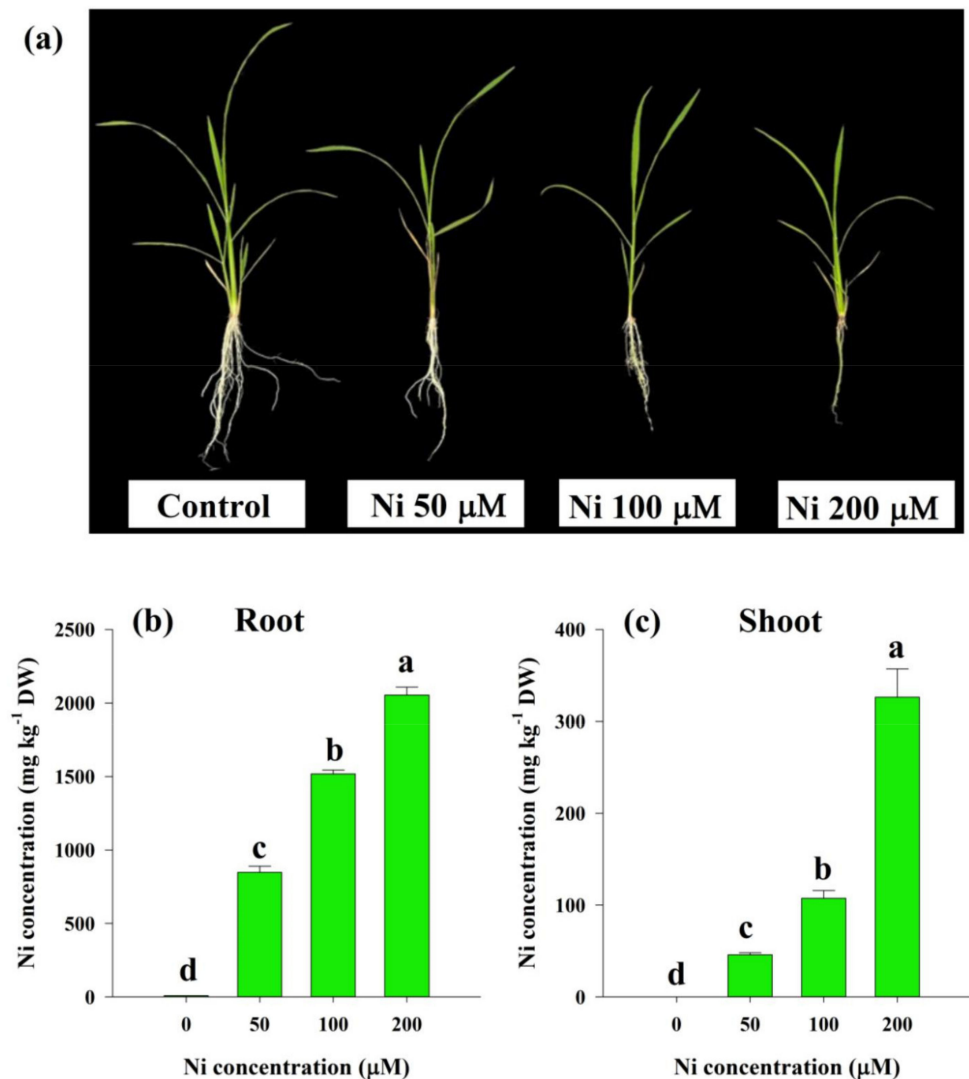 (a)
Control
Ni 50 μM
Ni 100 μM
Ni 200 μM
(b) Root
Ni concentration (mg kg⁻¹ DW)
2500
2000
1500
1000
500
0
d
c
b
a
0 50 100 200
Ni concentration (μM)
(c) Shoot
Ni concentration (mg kg⁻¹ DW)
400
300
200
100
0
d
c
b
a
0 50 100 200
Ni concentration (μM)